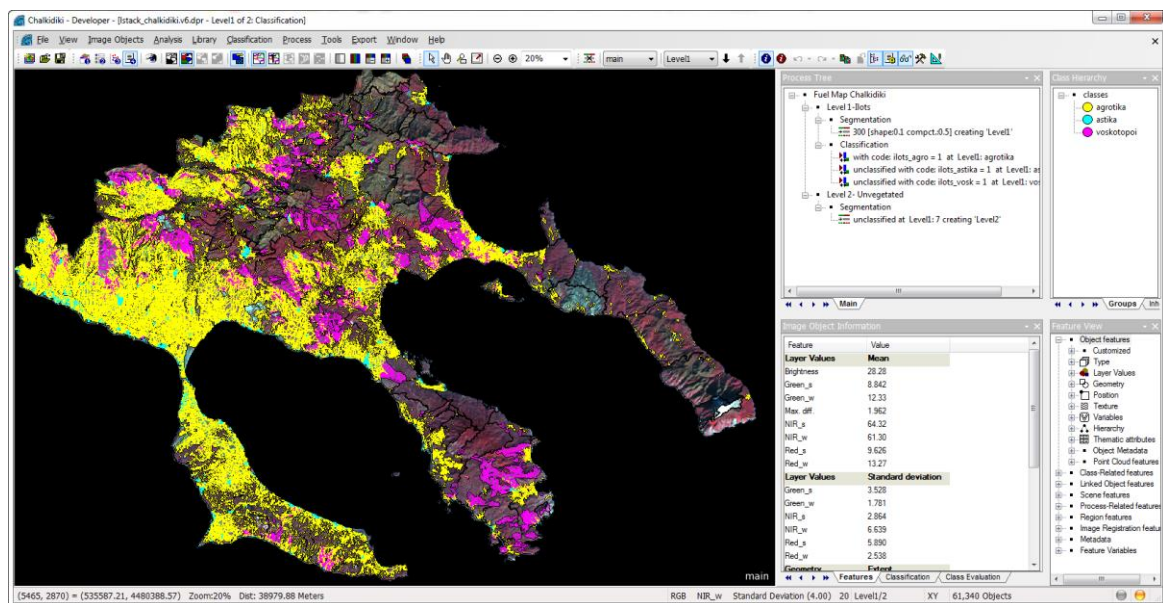 Chalkidiki - Developer - [lstack_chalkidiki.v6.dpr - Level1 of 2: Classification]
File View Image Objects Analysis Library Classification Process Tools Export Window Help
20% main Level1
Process Tree
Fuel Map Chalkidiki
Level 1-Ilots
Segmentation
300 [shape:0.1 compct.:0.5] creating 'Level1'
Classification
with code: ilots_agro = 1 at Level1: agrotika
unclassified with code: ilots_astika = 1 at Level1: as
unclassified with code: ilots_vosk = 1 at Level1: vos
Level 2- Unvegetated
Segmentation
unclassified at Level1: 7 creating 'Level2'
Main
Class Hierarchy
classes
agrotika
astika
voskotopoi
Groups Inh
Image Object Information
Feature Value
Layer Values Mean
Brightness 28.28
Green_s 8.842
Green_w 12.33
Max. diff. 1.962
NIR_s 64.32
NIR_w 61.30
Red_s 9.626
Red_w 13.27
Layer Values Standard deviation
Green_s 3.528
Green_w 1.781
NIR_s 2.864
NIR_w 6.639
Red_s 5.890
Red_w 2.538
Geometry Extent
Features Classification Class Evaluation
Feature View
Object features
Customized
Type
Layer Values
Geometry
Position
Texture
Variables
Hierarchy
Thematic attributes
Object Metadata
Point Cloud features
Class-Related features
Linked Object features
Scene features
Process-Related features
Region features
Image Registration featu
Metadata
Feature Variables
main
(5465, 2870) = (535587.21, 4480388.57) Zoom:20% Dist: 38979.88 Meters
RGB NIR_w Standard Deviation (4.00) 20 Level1/2 XY 61,340 Objects